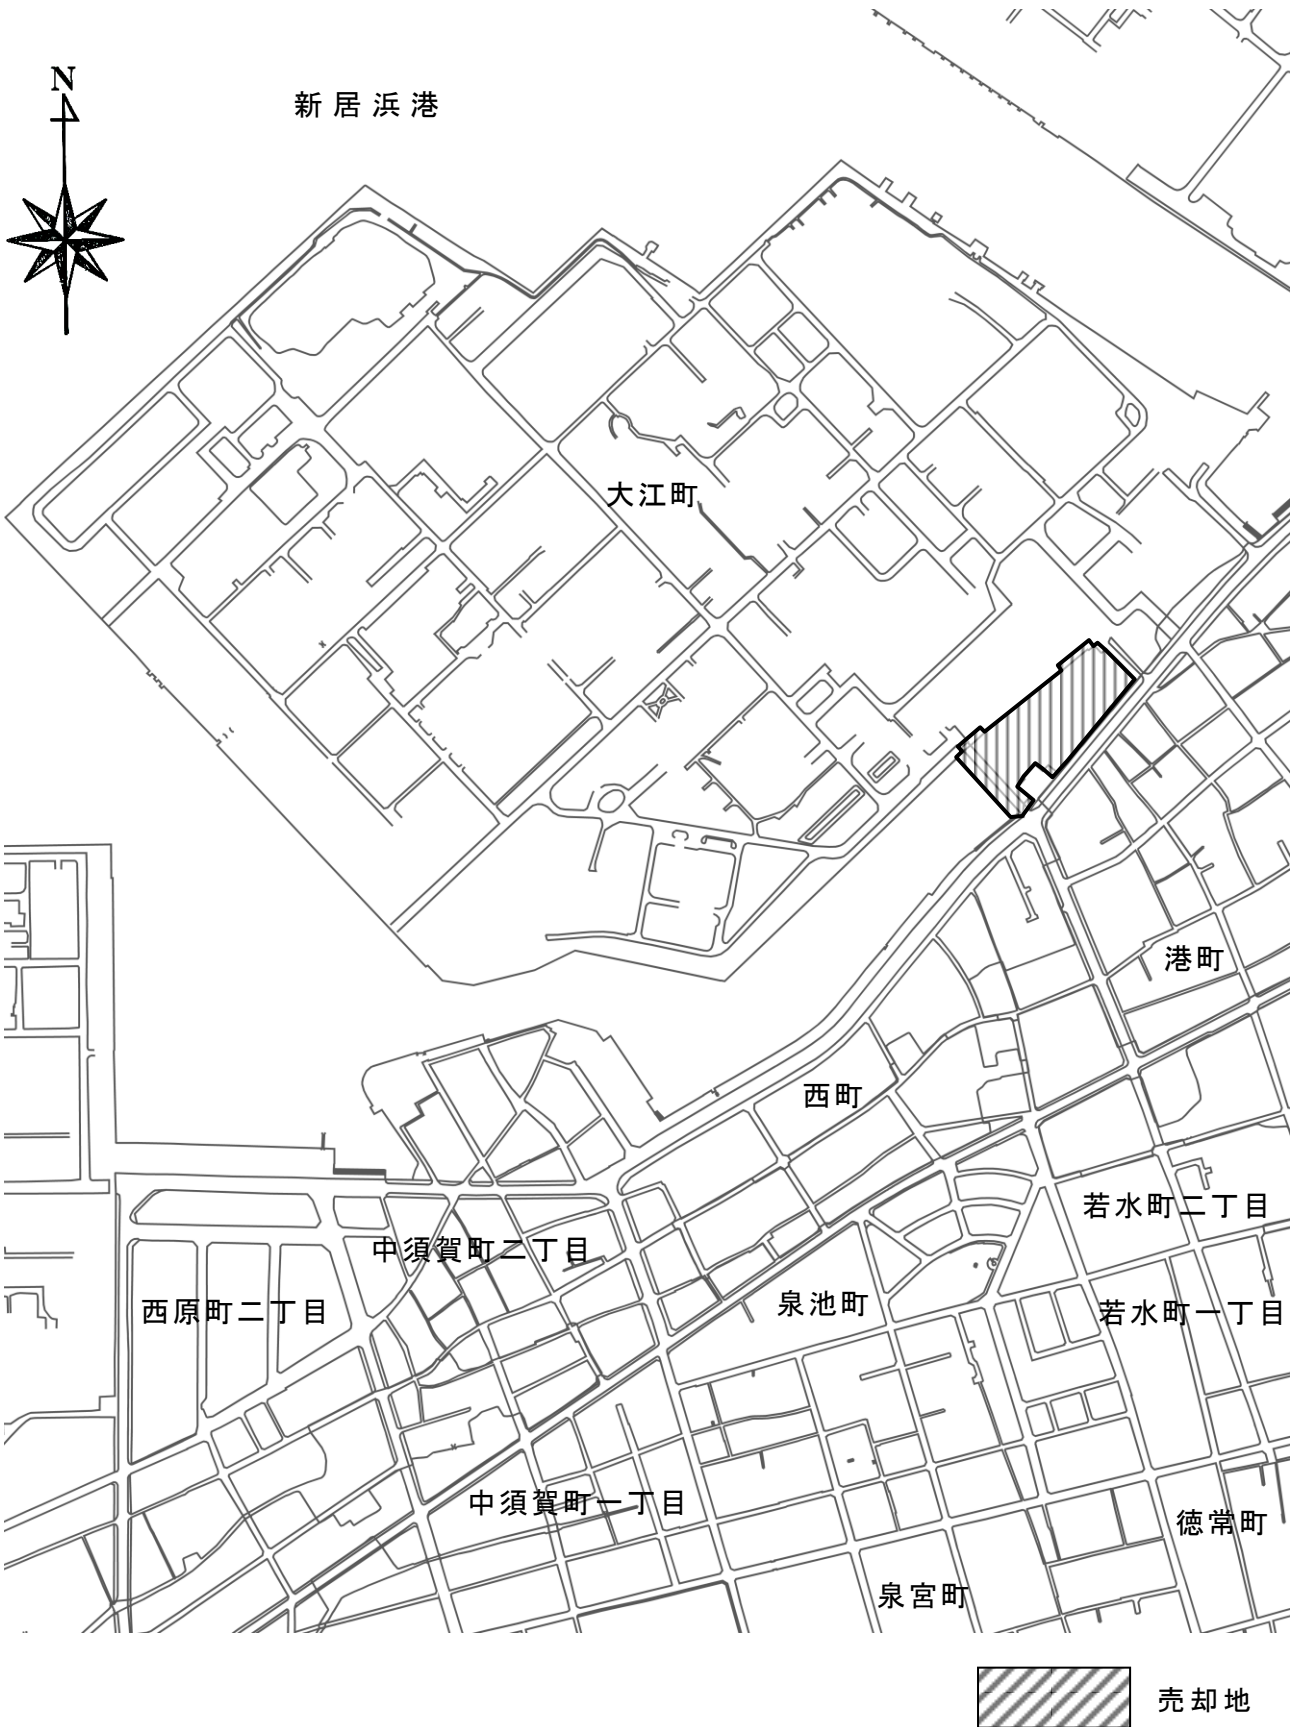 N
新居浜港
大江町
港町
西町
若水町二丁目
中須賀町二丁目
泉池町
西原町二丁目
若水町一丁目
中須賀町一丁目
徳常町
泉宮町
売却地